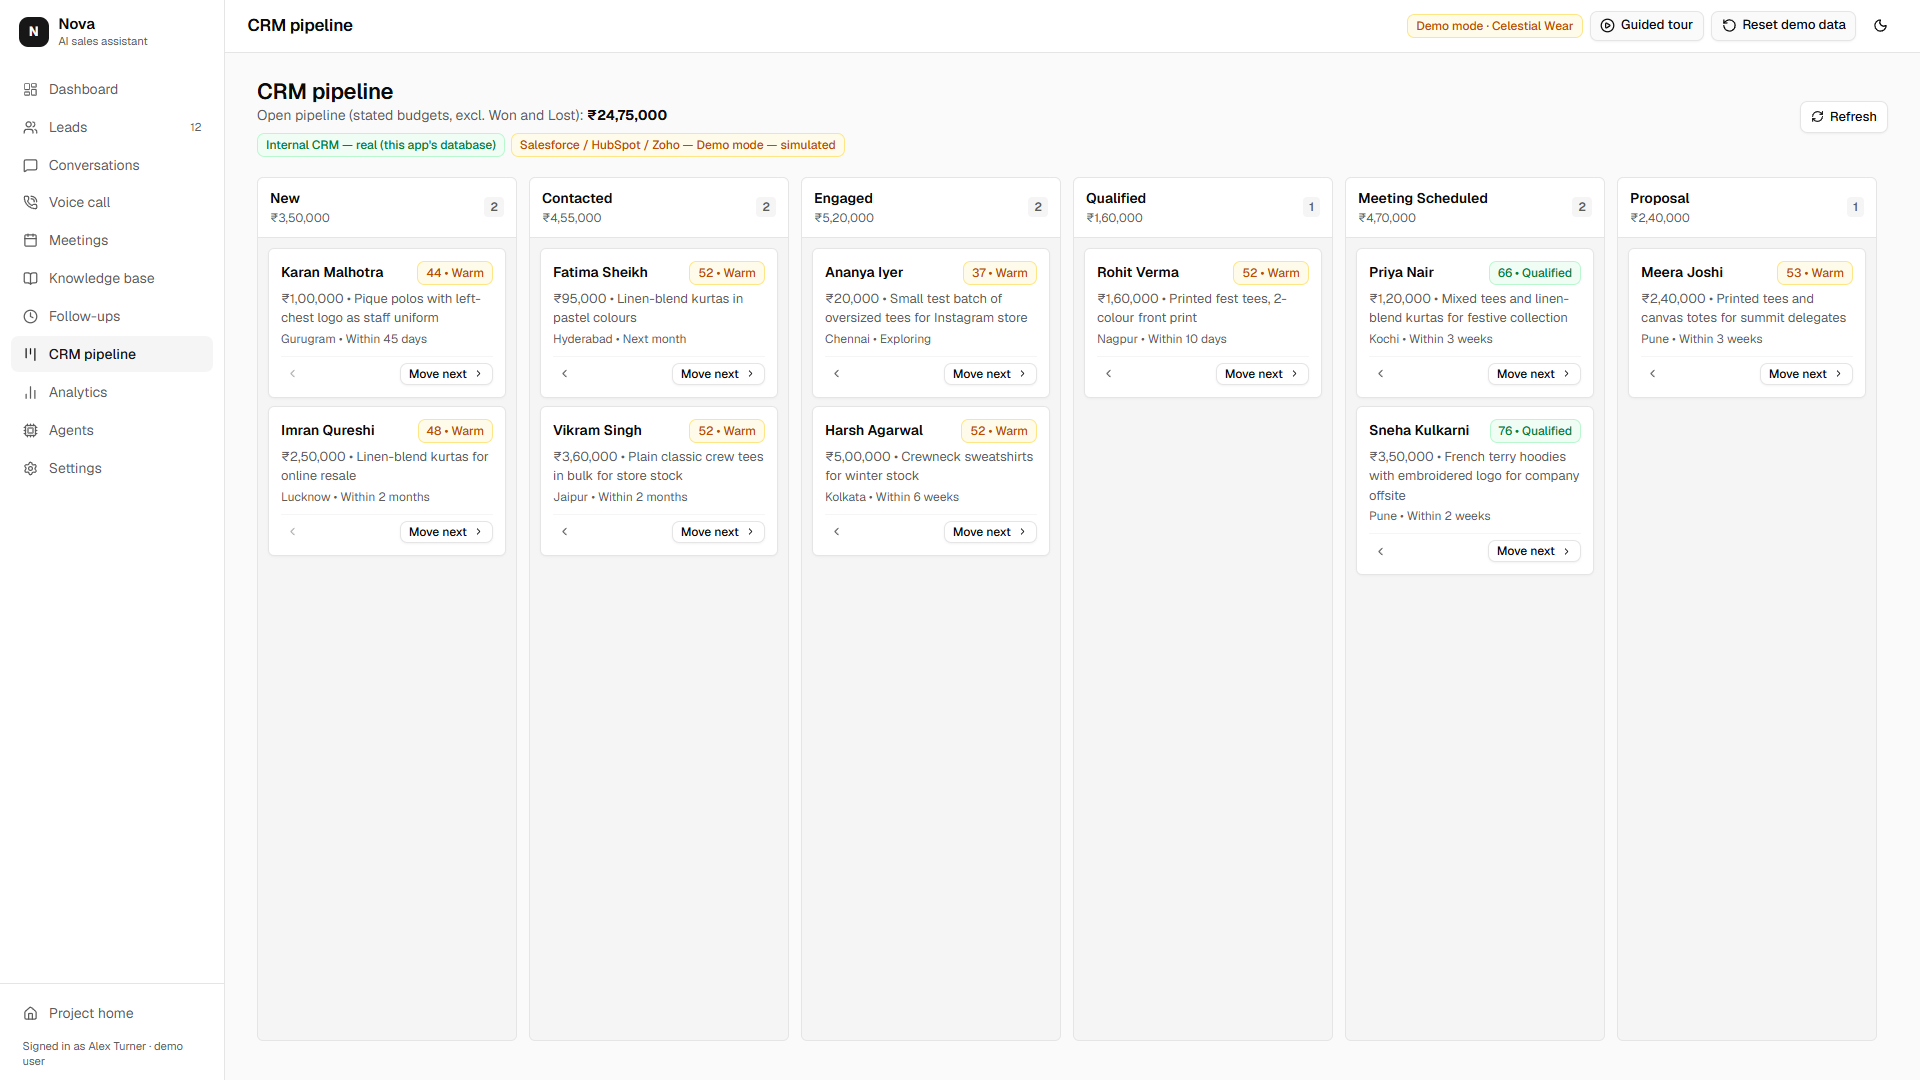 N
Nova
AI sales assistant
Dashboard
Leads 12
Conversations
Voice call
Meetings
Knowledge base
Follow-ups
CRM pipeline
Analytics
Agents
Settings
Project home
Signed in as Alex Turner · demo
user
CRM pipeline
Demo mode · Celestial Wear
Guided tour
Reset demo data
CRM pipeline
Open pipeline (stated budgets, excl. Won and Lost): ₹24,75,000
Internal CRM — real (this app's database)
Salesforce / HubSpot / Zoho — Demo mode — simulated
Refresh
New
₹3,50,000
2
Karan Malhotra
44 • Warm
₹1,00,000 • Pique polos with left-
chest logo as staff uniform
Gurugram • Within 45 days
Move next
Imran Qureshi
48 • Warm
₹2,50,000 • Linen-blend kurtas for
online resale
Lucknow • Within 2 months
Move next
Contacted
₹4,55,000
2
Fatima Sheikh
52 • Warm
₹95,000 • Linen-blend kurtas in
pastel colours
Hyderabad • Next month
Move next
Vikram Singh
52 • Warm
₹3,60,000 • Plain classic crew tees
in bulk for store stock
Jaipur • Within 2 months
Move next
Engaged
₹5,20,000
2
Ananya Iyer
37 • Warm
₹20,000 • Small test batch of
oversized tees for Instagram store
Chennai • Exploring
Move next
Harsh Agarwal
52 • Warm
₹5,00,000 • Crewneck sweatshirts
for winter stock
Kolkata • Within 6 weeks
Move next
Qualified
₹1,60,000
1
Rohit Verma
52 • Warm
₹1,60,000 • Printed fest tees, 2-
colour front print
Nagpur • Within 10 days
Move next
Meeting Scheduled
₹4,70,000
2
Priya Nair
66 • Qualified
₹1,20,000 • Mixed tees and linen-
blend kurtas for festive collection
Kochi • Within 3 weeks
Move next
Sneha Kulkarni
76 • Qualified
₹3,50,000 • French terry hoodies
with embroidered logo for company
offsite
Pune • Within 2 weeks
Move next
Proposal
₹2,40,000
1
Meera Joshi
53 • Warm
₹2,40,000 • Printed tees and
canvas totes for summit delegates
Pune • Within 3 weeks
Move next